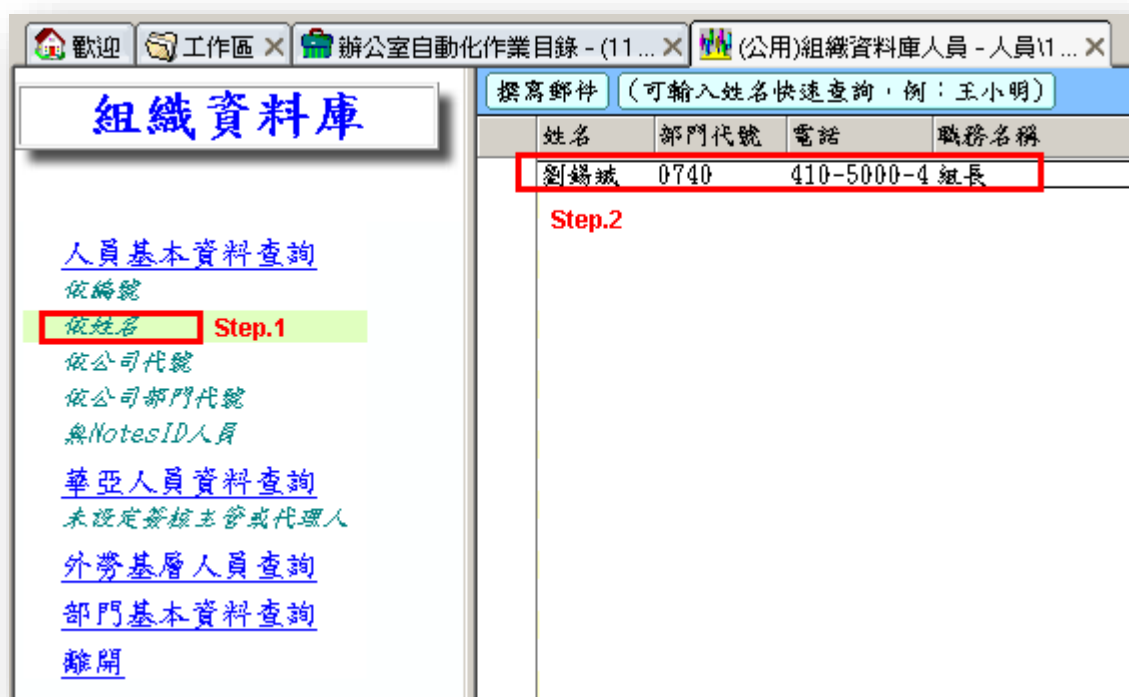 歡迎 工作區 辦公室自動化作業目錄 - (11... (公用)組織資料庫人員 - 人員\1...
組織資料庫
撰寫郵件 (可輸入姓名快速查詢，例：王小明)
姓名 部門代號 電話 職務名稱
劉錫斌 0740 410-5000-4 組長
Step.2
人員基本資料查詢
依編號
依姓名 Step.1
依公司代號
依公司部門代號
無NotesID人員
華亞人員資料查詢
未設定簽核主管或代理人
外勞基層人員查詢
部門基本資料查詢
離開